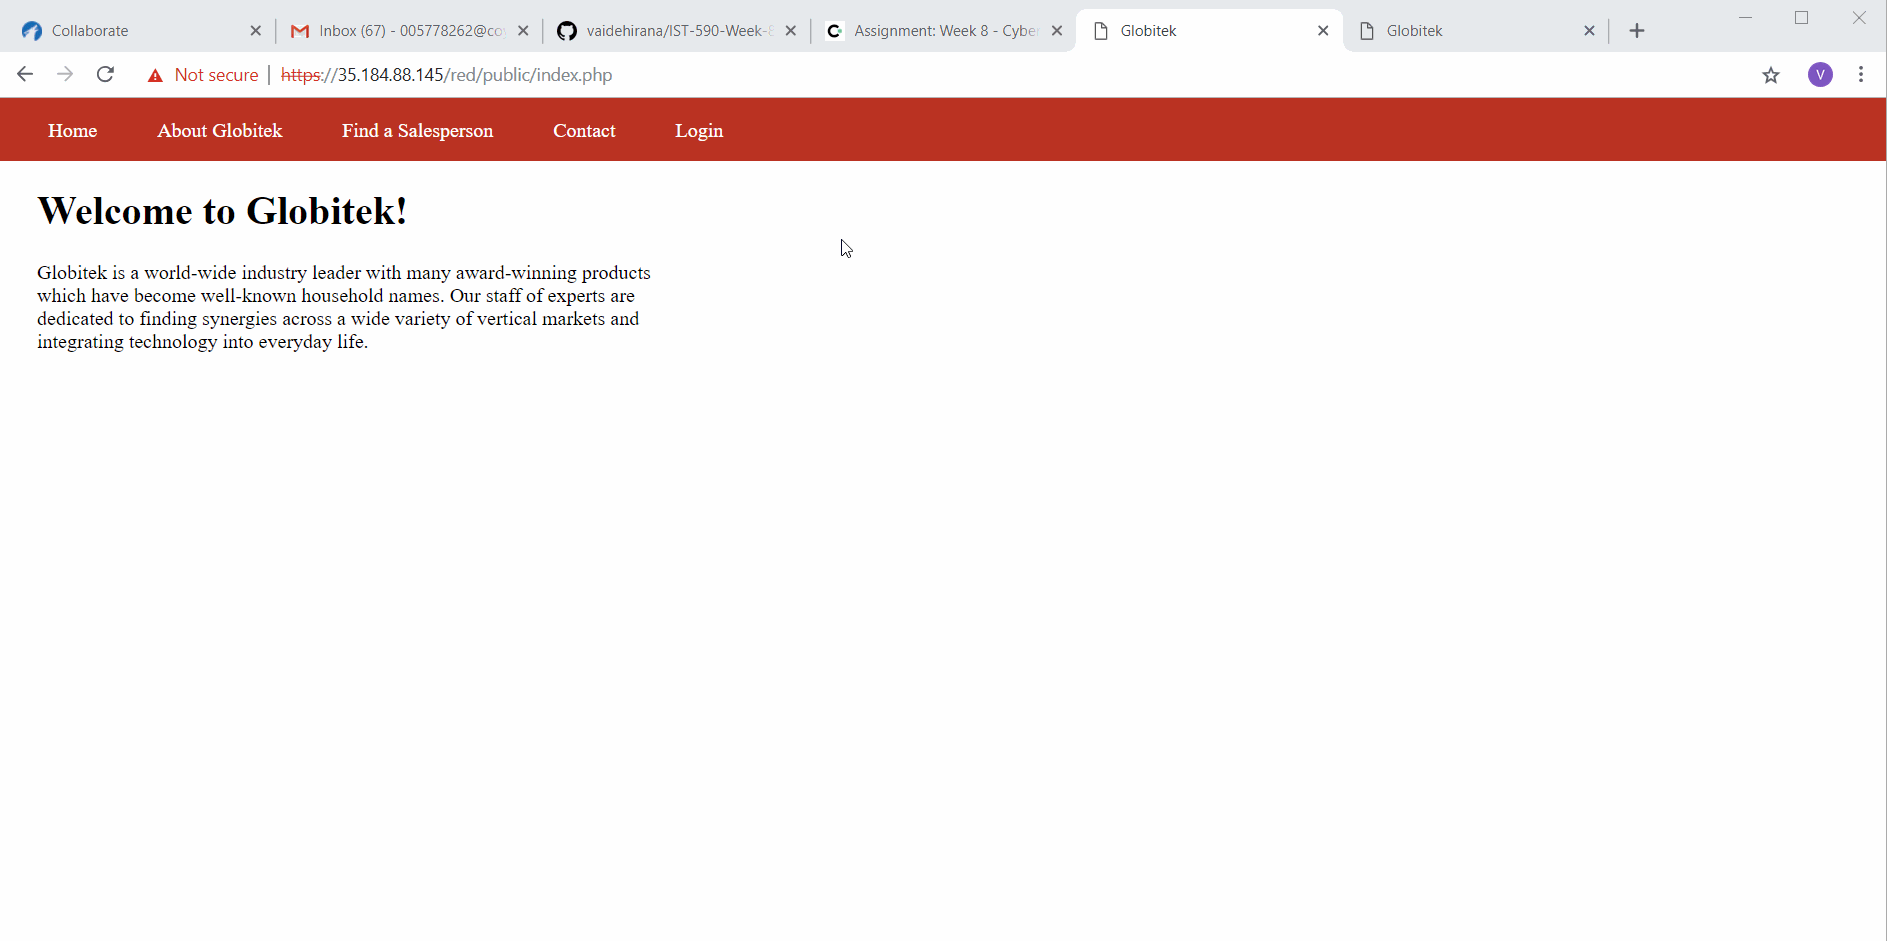 Collaborate
Inbox (67) - 005778262@co
vaidehirana/IST-590-Week-8
Assignment: Week 8 - Cyber
Globitek
Globitek
Not secure | https://35.184.88.145/red/public/index.php
V
Home About Globitek Find a Salesperson Contact Login
Welcome to Globitek!
Globitek is a world-wide industry leader with many award-winning products
which have become well-known household names. Our staff of experts are
dedicated to finding synergies across a wide variety of vertical markets and
integrating technology into everyday life.